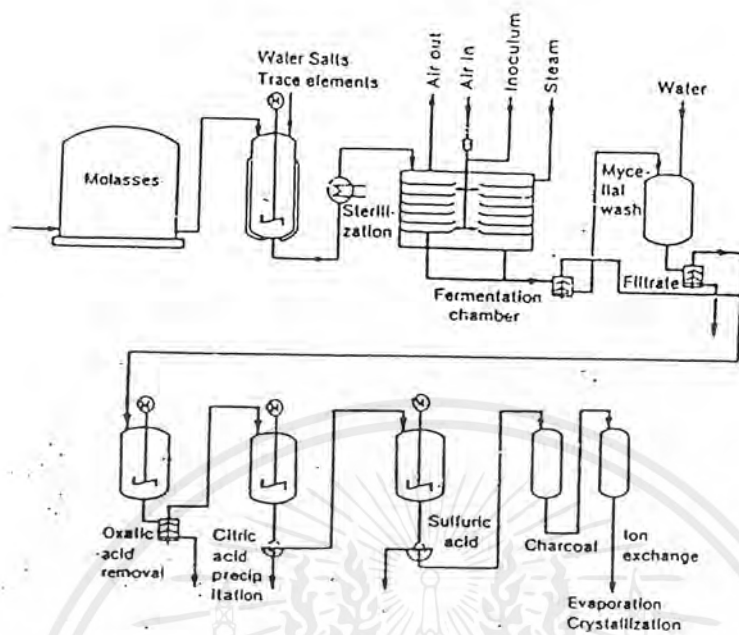 Water Salts
Trace elements
Air out
Air in
Inoculum
Steam
Water
Molasses
Myce-
lial
wash
Sterili-
zation
Fermentation
chamber
Filtrate
Oxalic
acid
removal
Citric
acid
precip
itation
Sulfuric
acid
Charcoal
Ion
exchange
Evaporation
Crystallization